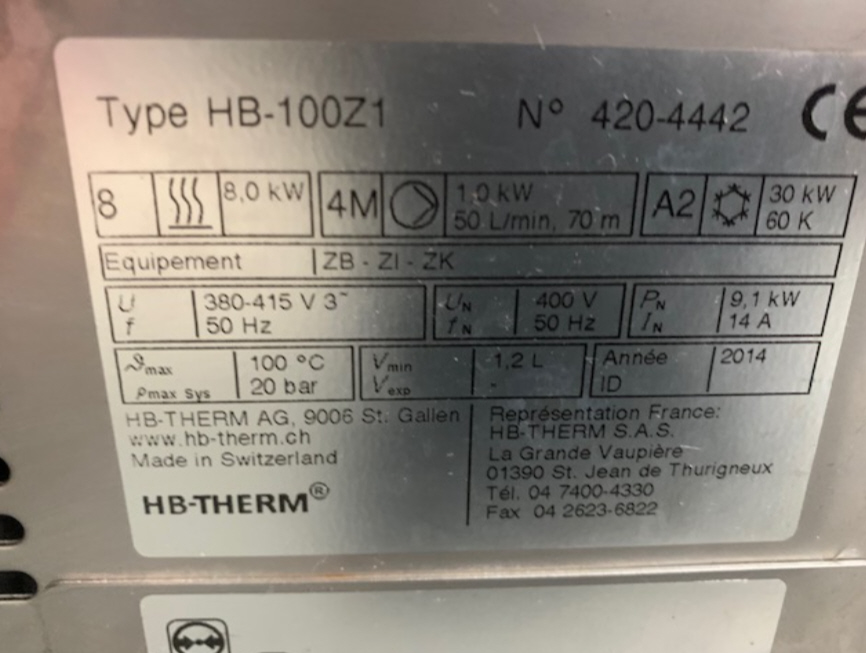 Type HB-100Z1 Nº 420-4442 CE
8 8,0 kW 4M 1,0 kW 50 L/min, 70 m A2 30 kW 60 K
Equipement ZB - ZI - ZK
U 380-415 V 3~ UN 400 V PN 9,1 kW
f 50 Hz fN 50 Hz IN 14 A
ϑmax 100 °C Vmin 1,2 L Année 2014
pmax Sys 20 bar Vexp - ID
HB-THERM AG, 9006 St. Gallen
www.hb-therm.ch
Made in Switzerland
HB-THERM®
Représentation France:
HB-THERM S.A.S.
La Grande Vaupière
01390 St. Jean de Thurigneux
Tél. 04 7400-4330
Fax 04 2623-6822